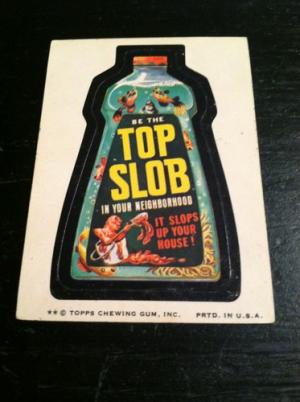 BE THE
TOP
SLOB
IN YOUR NEIGHBORHOOD
IT SLOPS
UP YOUR
HOUSE!
** © TOPPS CHEWING GUM, INC. PRTD. IN U.S.A.